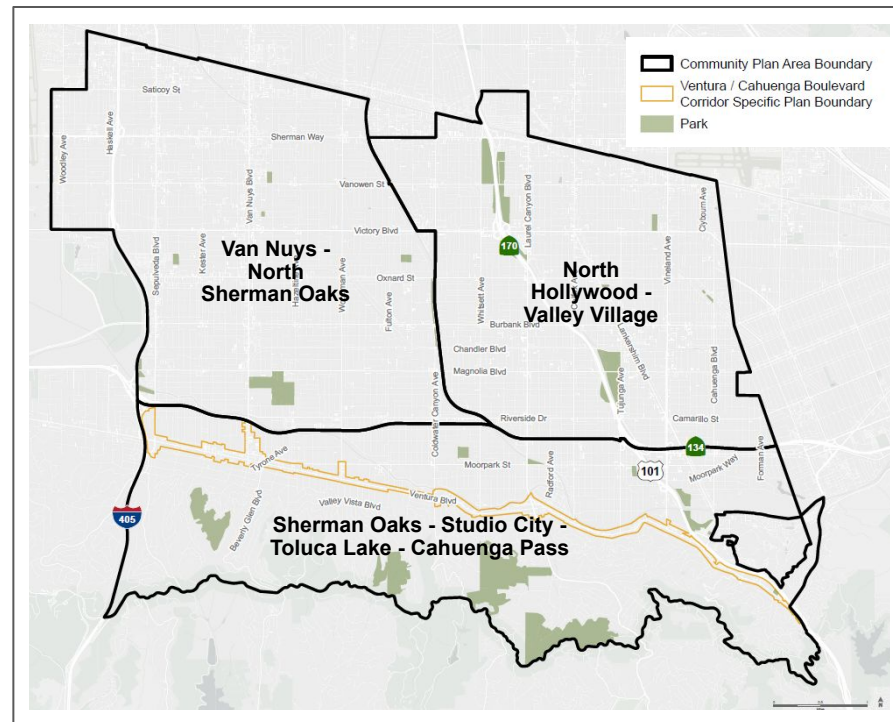 Community Plan Area Boundary
Ventura / Cahuenga Boulevard
Corridor Specific Plan Boundary
Park
Saticoy St
Woodley Ave
Haskell Ave
Sherman Way
Van Nuys Blvd
Vanowen St
Laurel Canyon Blvd
Clybourn Ave
Victory Blvd
170
Kester Ave
Sepulveda Blvd
Vineland Ave
Van Nuys -
North
Sherman Oaks
North
Hollywood -
Valley Village
Oxnard St
Fulton Ave
Whitsett Ave
Burbank Blvd
Lankershim Blvd
Chandler Blvd
Magnolia Blvd
Cahuenga Blvd
Tujunga Ave
Coldwater Canyon Ave
Riverside Dr
Camarillo St
134
Forman Ave
Tyrone Ave
Moorpark St
Radford Ave
101
Moorpark Way
405
Beverly Glen Blvd
Valley Vista Blvd
Ventura Blvd
Sherman Oaks - Studio City -
Toluca Lake - Cahuenga Pass